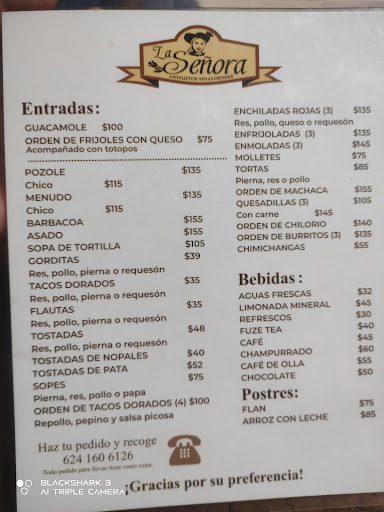 La
Señora
ANTOJITOS SINALOENSES
Entradas:
GUACAMOLE $100
ORDEN DE FRIJOLES CON QUESO $75
Acompañado con totopos
POZOLE $135
Chico $115
MENUDO $135
Chico $115
BARBACOA $155
ASADO $155
SOPA DE TORTILLA $105
GORDITAS $39
Res, pollo, pierna o requesón
TACOS DORADOS $35
Res, pollo, pierna o requesón
FLAUTAS $35
Res, pollo, pierna o requesón
TOSTADAS $48
Res, pollo, pierna o requesón
TOSTADAS DE NOPALES $40
TOSTADAS DE PATA $52
SOPES $75
Pierna, res, pollo o papa
ORDEN DE TACOS DORADOS (4) $100
Repollo, pepino y salsa picosa
Haz tu pedido y recoge
624 160 6126
Todo pedido para llevar tiene costo extra
ENCHILADAS ROJAS (3) $135
Res, pollo, queso o requesón
ENFRIJOLADAS (3) $135
ENMOLADAS (3) $145
MOLLETES $75
TORTAS $85
Pierna, res o pollo
ORDEN DE MACHACA $155
QUESADILLAS (3) $105
Con carne $145
ORDEN DE CHILORIO $140
ORDEN DE BURRITOS (3) $135
CHIMICHANGAS $55
Bebidas:
AGUAS FRESCAS $32
LIMONADA MINERAL $45
REFRESCOS $30
FUZE TEA $40
CAFÉ $45
CHAMPURRADO $60
CAFÉ DE OLLA $55
CHOCOLATE $50
Postres:
FLAN $75
ARROZ CON LECHE $85
¡Gracias por su preferencia!
BLACKSHARK 3
AI TRIPLE CAMERA